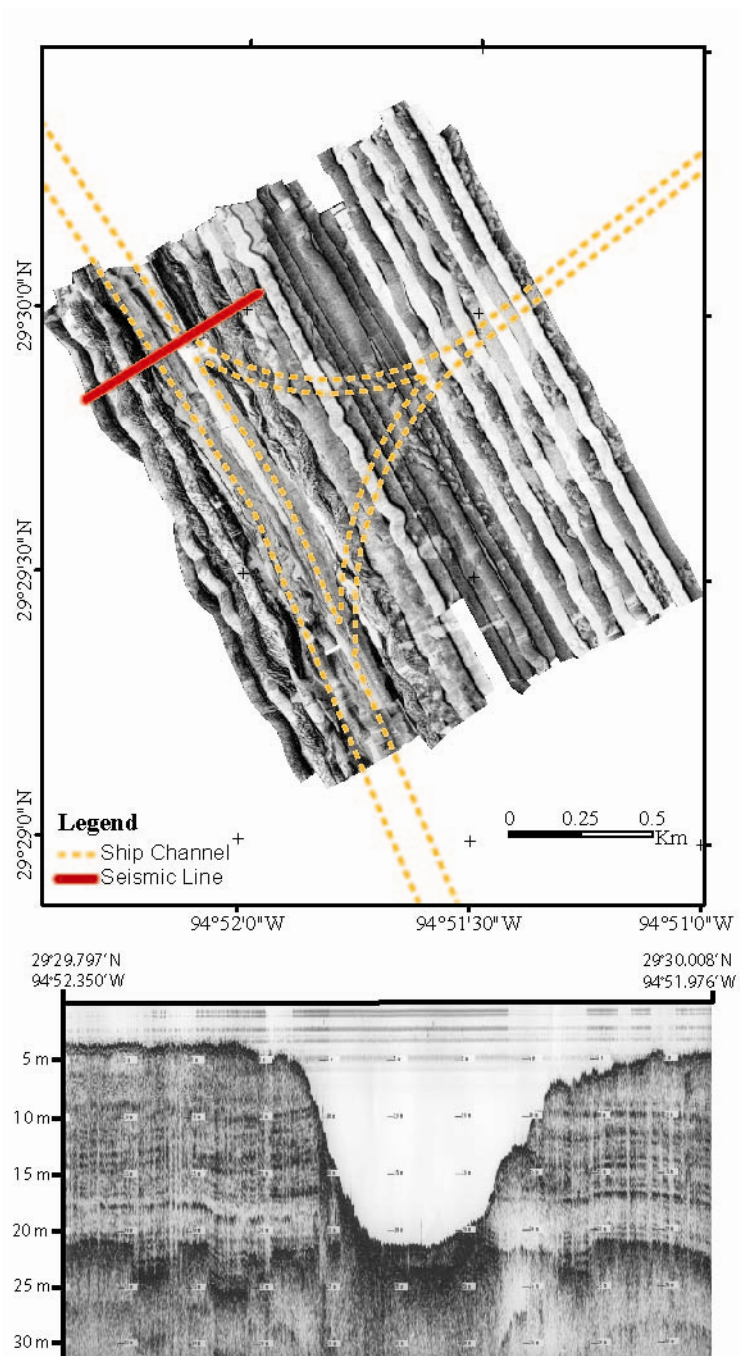 29°30'0"N
29°29'30"N
29°29'0"N
Legend
Ship Channel
Seismic Line
0 0.25 0.5
Km
94°52'0"W 94°51'30"W 94°51'0"W
29°29.797'N 29°30.008'N
94°52.350'W 94°51.976'W
5 m
10 m
15 m
20 m
25 m
30 m